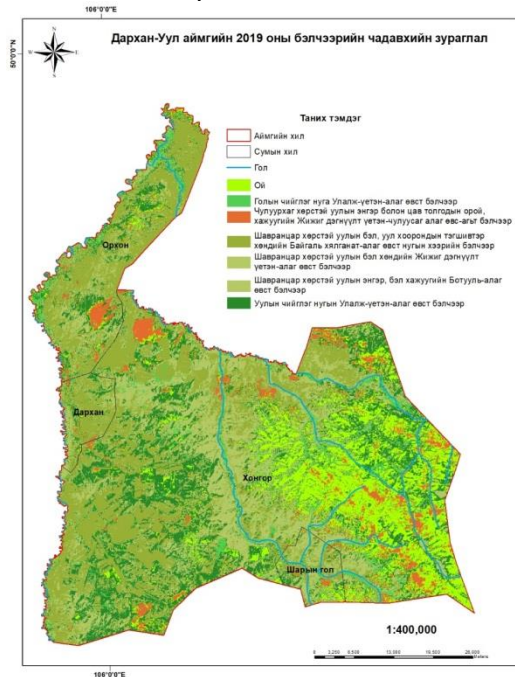 106°0'0"E
50°0'0"N
Дархан-Уул аймгийн 2019 оны бэлчээрийн чадавхийн зураглал
N
W E
S
Таних тэмдэг
Аймгийн хил
Сумын хил
Гол
Ой
Голын чийглэг нуга Улалж-үетэн-алаг өвст бэлчээр
Чулуурхаг хөрстэй уулын энгэр болон цав толгодын орой,
хажуугийн Жижиг дэгнүүлт үетэн-чулуусаг алаг өвс-агьт бэлчээр
Шавранцар хөрстэй уулын бэл, уул хоорондын тэгшивтэр
хөндийн Байгаль хялганат-алаг өвст нугын хээрийн бэлчээр
Шавранцар хөрстэй уулын бэл хөндийн Жижиг дэгнүүлт
үетэн-алаг өвст бэлчээр
Шавранцар хөрстэй уулын энгэр, бэл хажуугийн Ботууль-алаг
өвст бэлчээр
Уулын чийглэг нугын Улалж-үетэн-алаг өвст бэлчээр
Орхон
Дархан
Хонгор
Шарын гол
1:400,000
Meters
106°0'0"E